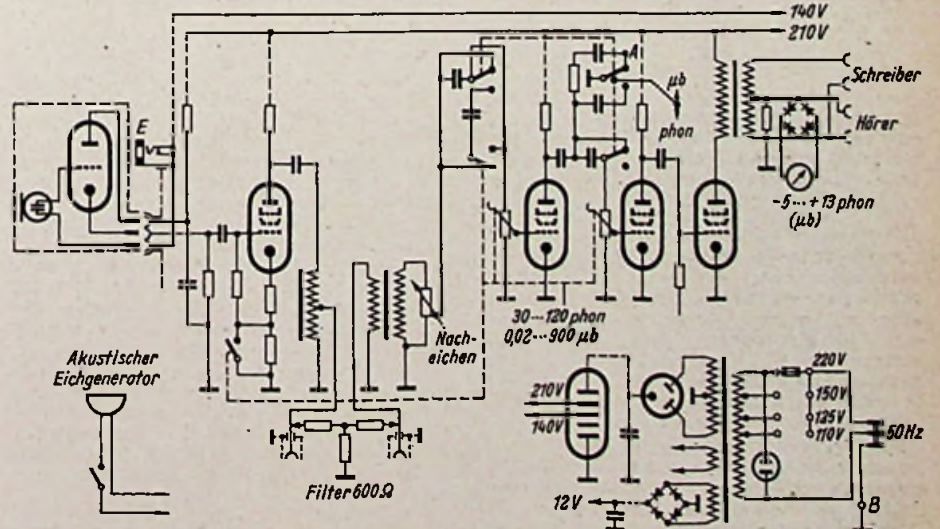 140V
210V
E
A
μb
phon
Schreiber
Hörer
-5...+13 phon
(μb)
30...120 phon
0,02...900 μb
Nach-
eichen
Akustischer
Eichgenerator
Filter 600Ω
210V
140V
12V
220V
150V
125V
110V
50Hz
B